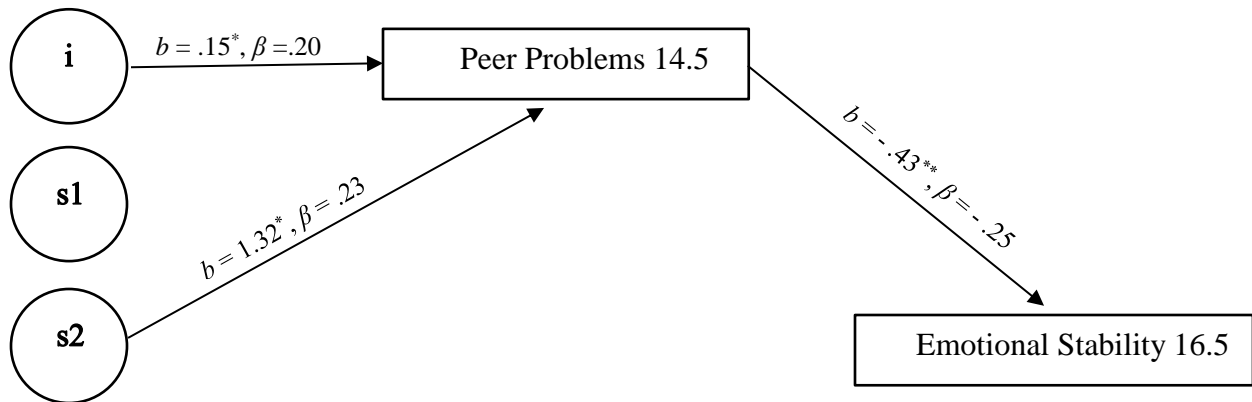 i
b = .15*, β =.20
Peer Problems 14.5
s1
b = 1.32*, β = .23
b = - .43**, β = - .25
s2
Emotional Stability 16.5